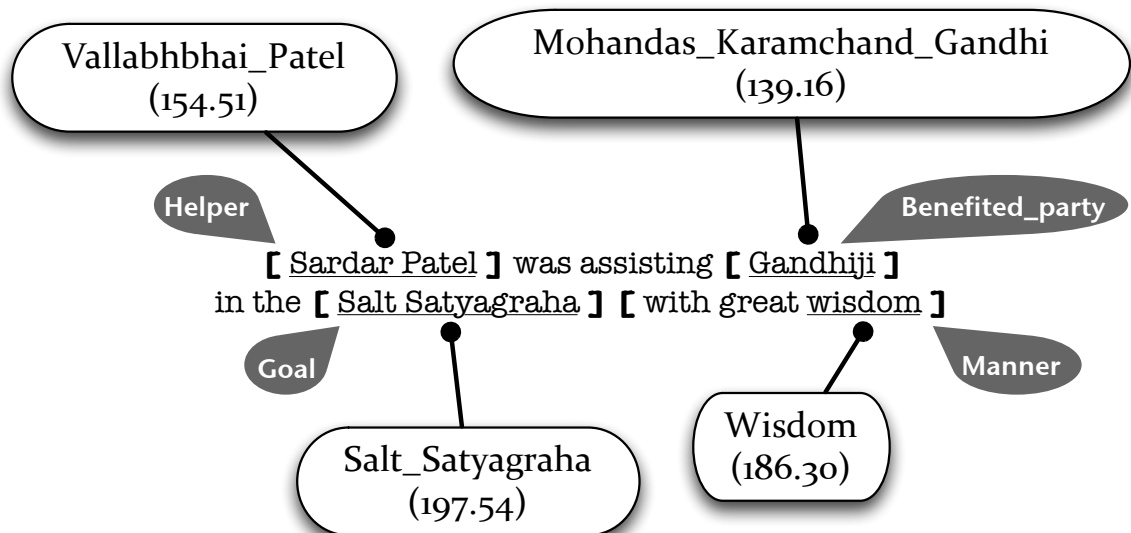 Vallabhbhai_Patel
(154.51)
Mohandas_Karamchand_Gandhi
(139.16)
Helper
Benefited_party
[ Sardar Patel ] was assisting [ Gandhiji ]
in the [ Salt Satyagraha ] [ with great wisdom ]
Goal
Manner
Salt_Satyagraha
(197.54)
Wisdom
(186.30)